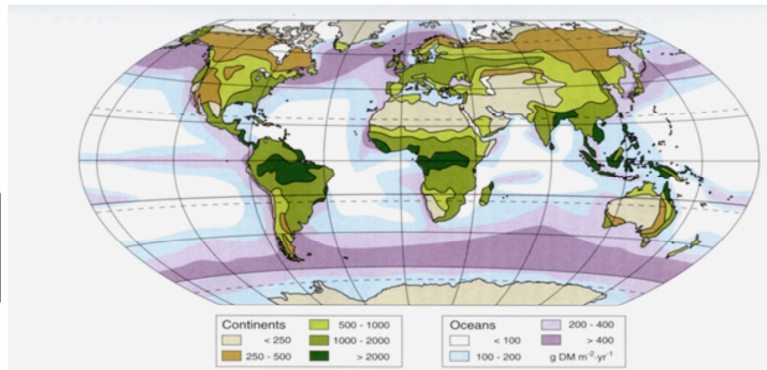 Continents
< 250
250 - 500
500 - 1000
1000 - 2000
> 2000
Oceans
< 100
100 - 200
200 - 400
> 400
g DM m⁻²·yr⁻¹